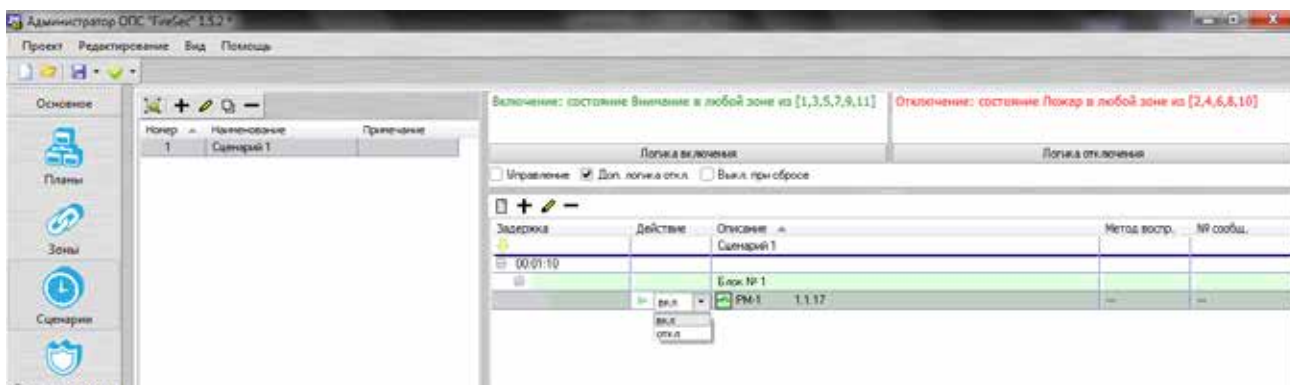 Администратор ОПС "FireSec" 1.5.2 *
Проект Редактирование Вид Помощь
Основное
Планы
Зоны
Сценарии
Номер Наименование Примечание
1 Сценарий 1
Включение: состояние Внимание в любой зоне из [1,3,5,7,9,11]
Отключение: состояние Пожар в любой зоне из [2,4,6,8,10]
Логика включения
Логика отключения
Управление Доп. логика откл. Выкл. при сбросе
Задержка Действие Описание Метод воспр. № сообщ.
Сценарий 1
00:01:10
Блок № 1
вкл РМ-1 1.1.17 --- ---
вкл
откл